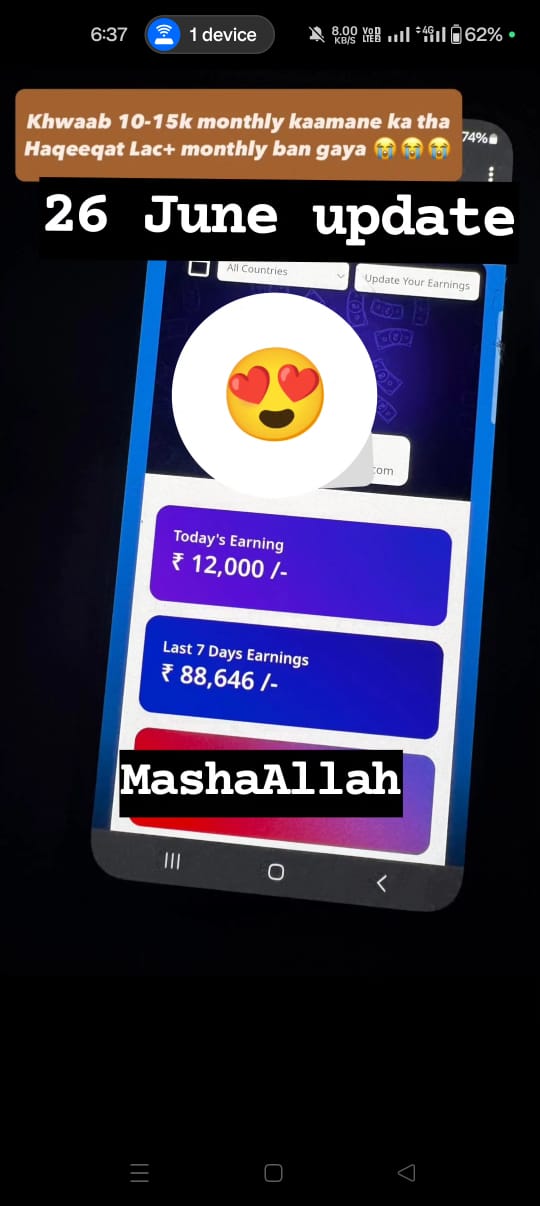 6:37
1 device
8.00 KB/S
VoD LTEB
4G
62%
Khwaab 10-15k monthly kaamane ka tha
74%
Haqeeqat Lac+ monthly ban gaya 😭😭😭
26 June update
All Countries
Update Your Earnings
com
Today's Earning
₹ 12,000 /-
Last 7 Days Earnings
₹ 88,646 /-
MashaAllah